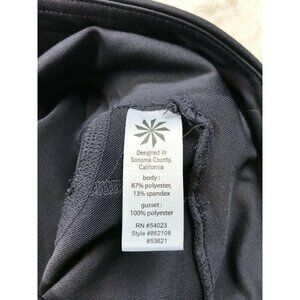 Designed in
Sonoma County,
California
body :
87% polyester,
13% spandex
gusset :
100% polyester
RN #54023
Style #862108
#53621